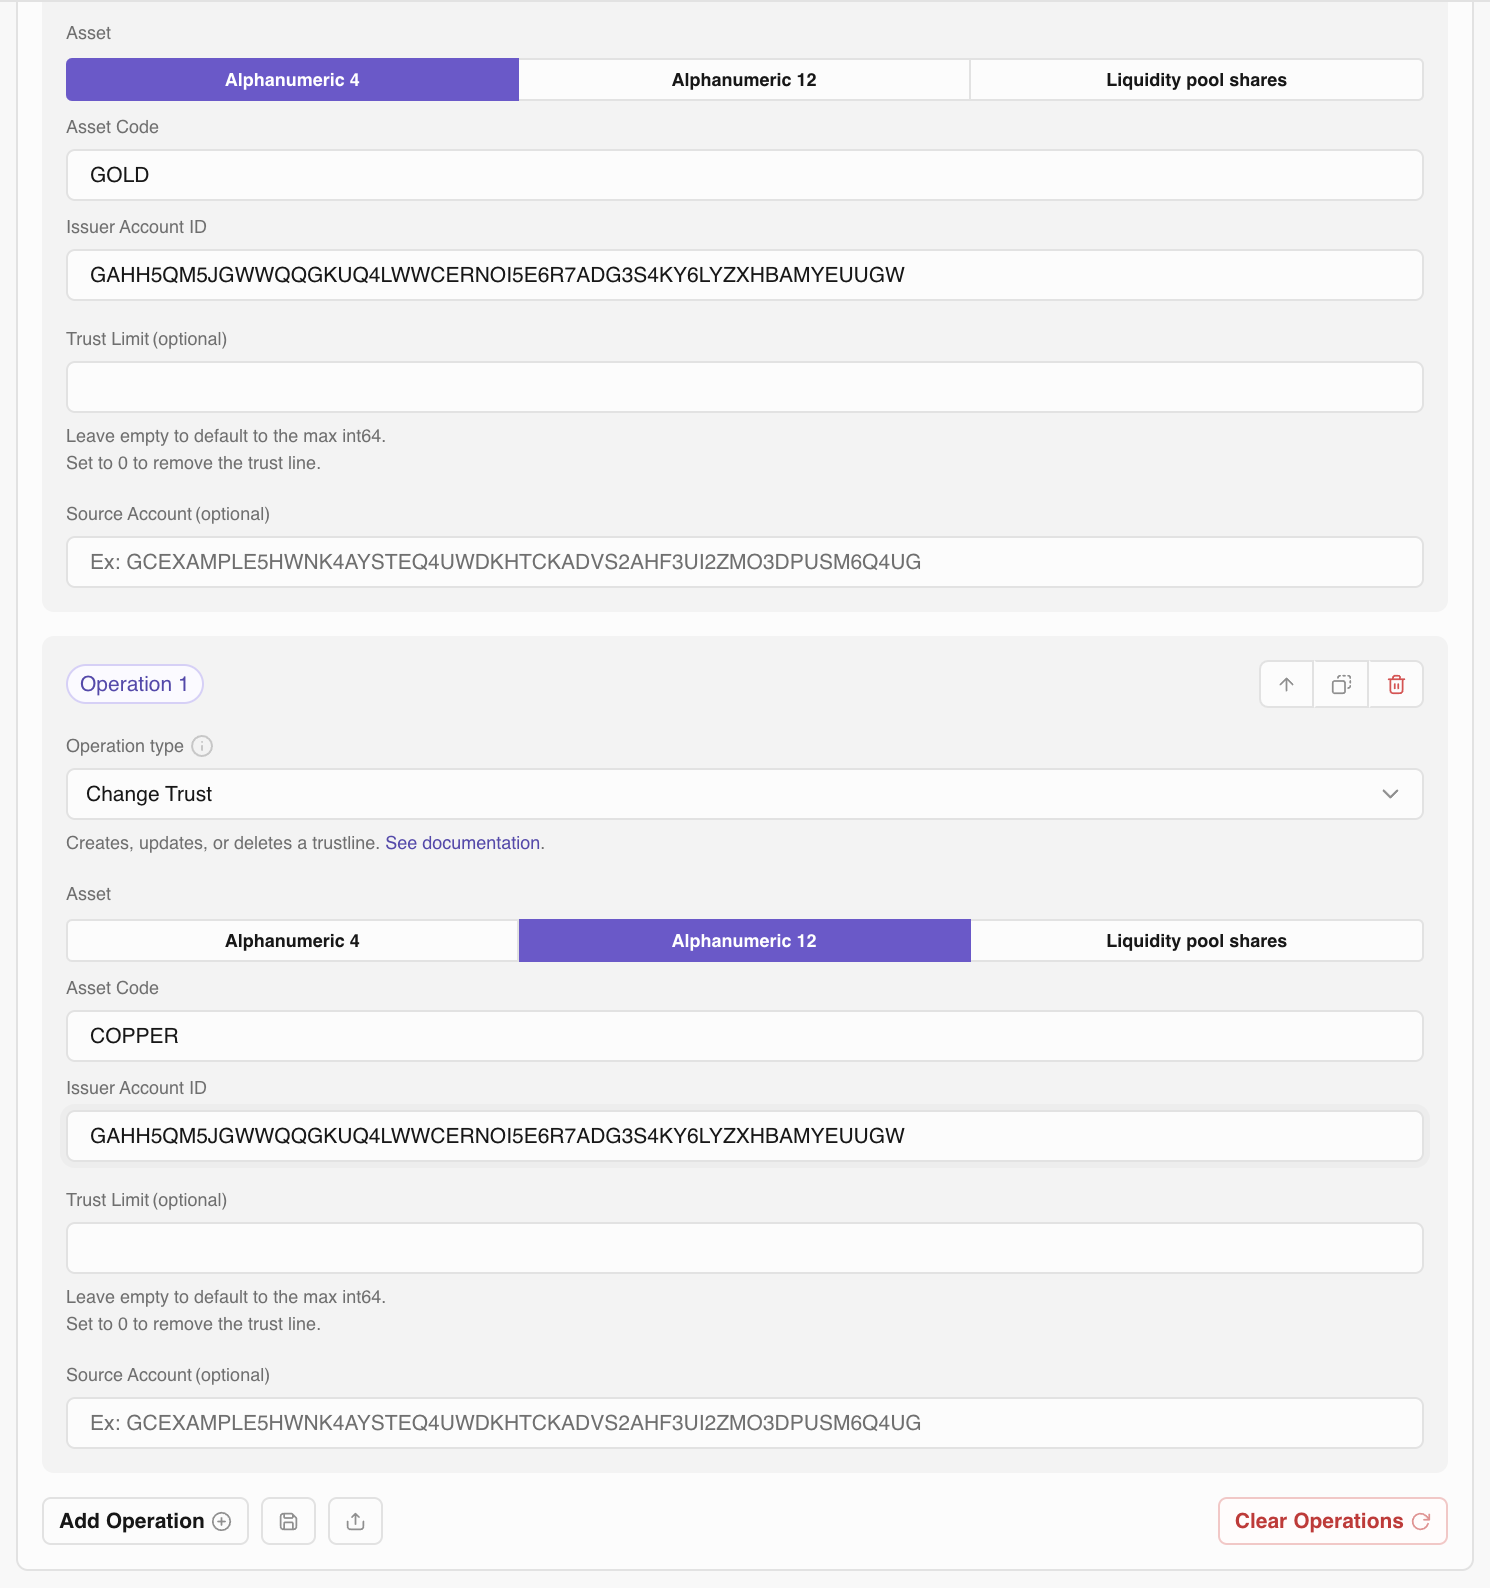 Asset
Alphanumeric 4
Alphanumeric 12
Liquidity pool shares
Asset Code
GOLD
Issuer Account ID
GAHH5QM5JGWWQQGKUQ4LWWCERNOI5E6R7ADG3S4KY6LYZXHBAMYEUUGW
Trust Limit (optional)
Leave empty to default to the max int64.
Set to 0 to remove the trust line.
Source Account (optional)
Ex: GCEXAMPLE5HWNK4AYSTEQ4UWDKHTCKADVS2AHF3UI2ZMO3DPUSM6Q4UG
Operation 1
Operation type
Change Trust
Creates, updates, or deletes a trustline. See documentation.
Asset
Alphanumeric 4
Alphanumeric 12
Liquidity pool shares
Asset Code
COPPER
Issuer Account ID
GAHH5QM5JGWWQQGKUQ4LWWCERNOI5E6R7ADG3S4KY6LYZXHBAMYEUUGW
Trust Limit (optional)
Leave empty to default to the max int64.
Set to 0 to remove the trust line.
Source Account (optional)
Ex: GCEXAMPLE5HWNK4AYSTEQ4UWDKHTCKADVS2AHF3UI2ZMO3DPUSM6Q4UG
Add Operation
Clear Operations